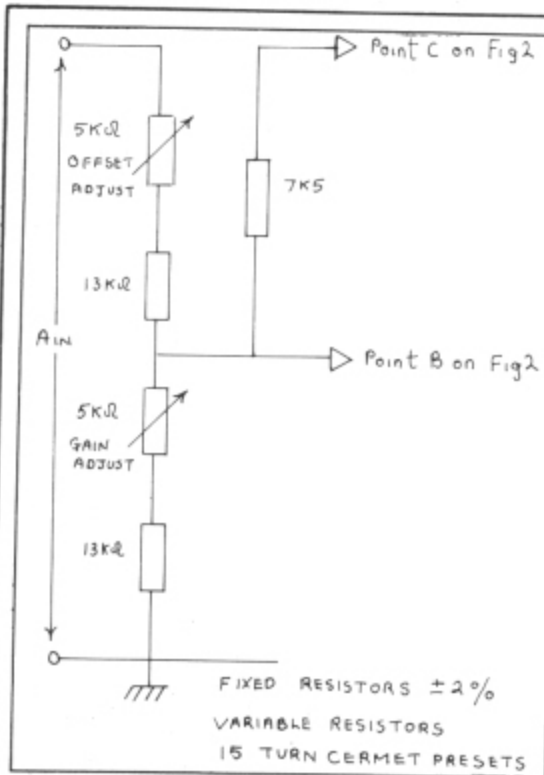 Point C on Fig2
5KΩ
OFFSET
ADJUST
7K5
13KΩ
AIN
Point B on Fig2
5KΩ
GAIN
ADJUST
13KΩ
FIXED RESISTORS ±2%
VARIABLE RESISTORS
15 TURN CERMET PRESETS